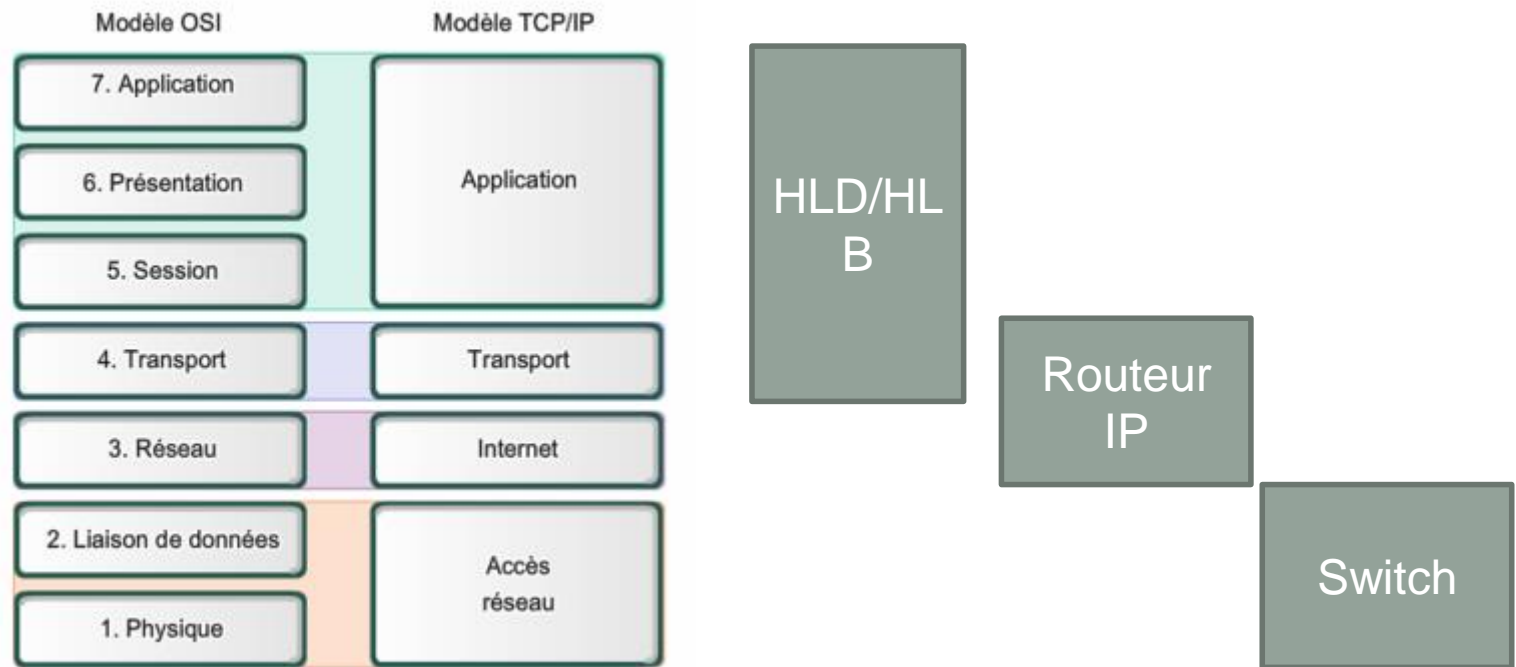 Modèle OSI
Modèle TCP/IP
7. Application
6. Présentation
5. Session
4. Transport
3. Réseau
2. Liaison de données
1. Physique
Application
Transport
Internet
Accès
réseau
HLD/HL
B
Routeur
IP
Switch